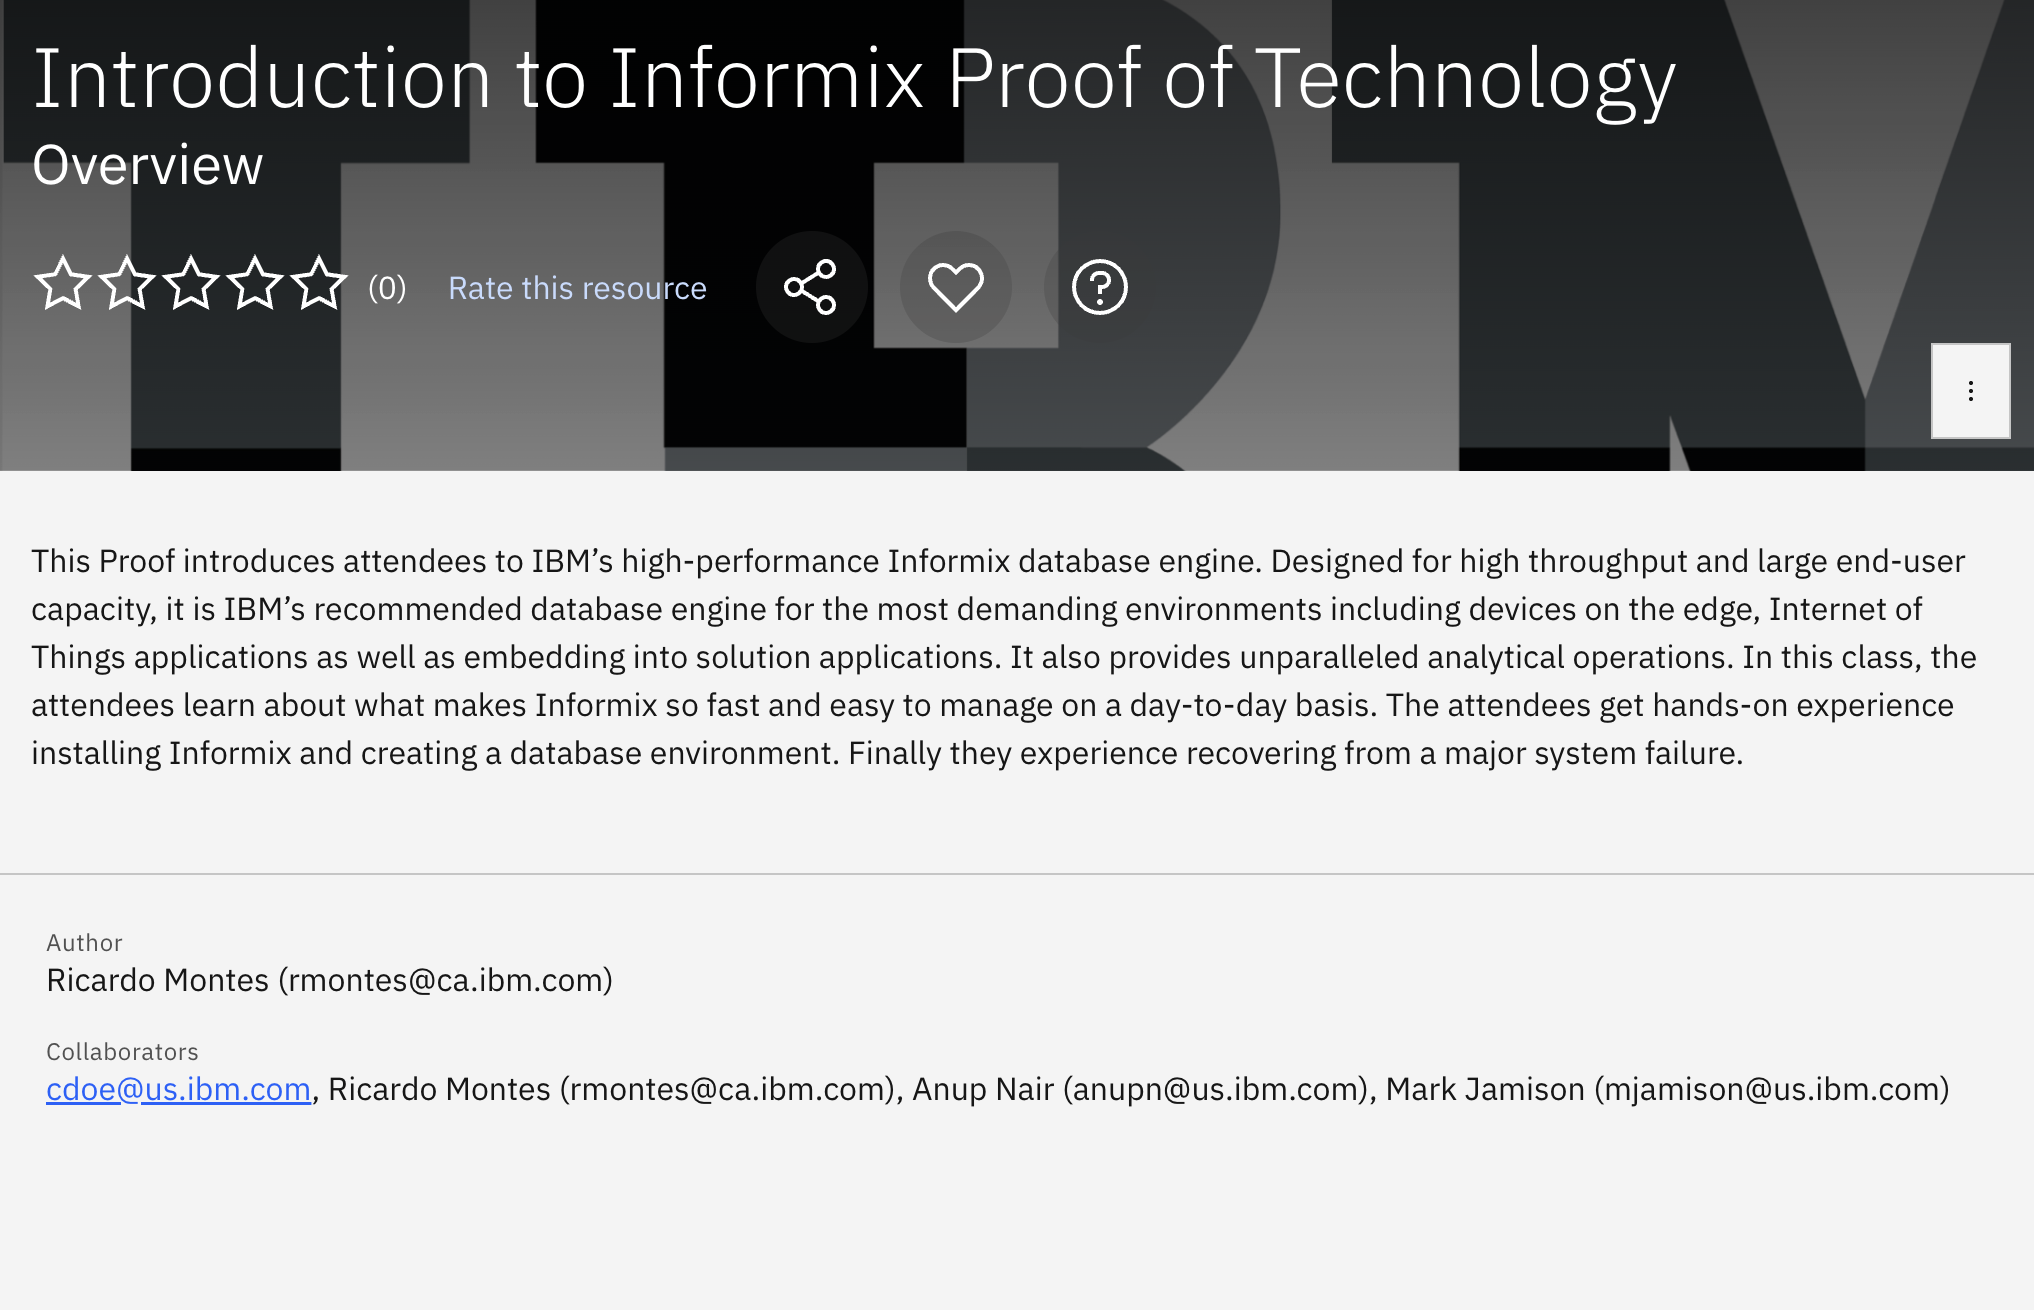 Introduction to Informix Proof of Technology
Overview
(0) Rate this resource
This Proof introduces attendees to IBM’s high-performance Informix database engine. Designed for high throughput and large end-user
capacity, it is IBM’s recommended database engine for the most demanding environments including devices on the edge, Internet of
Things applications as well as embedding into solution applications. It also provides unparalleled analytical operations. In this class, the
attendees learn about what makes Informix so fast and easy to manage on a day-to-day basis. The attendees get hands-on experience
installing Informix and creating a database environment. Finally they experience recovering from a major system failure.
Author
Ricardo Montes (rmontes@ca.ibm.com)
Collaborators
cdoe@us.ibm.com, Ricardo Montes (rmontes@ca.ibm.com), Anup Nair (anupn@us.ibm.com), Mark Jamison (mjamison@us.ibm.com)